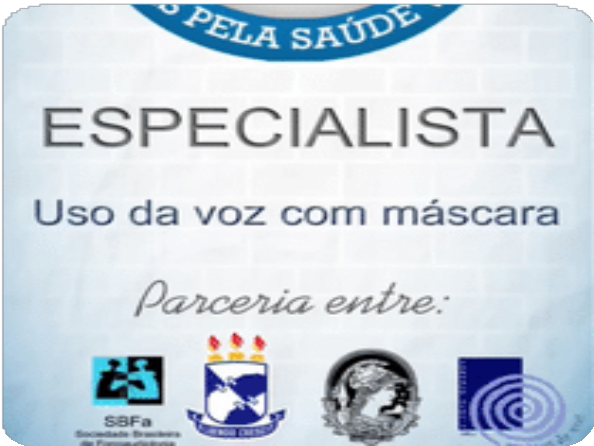 S PELA SAÚDE
ESPECIALISTA
Uso da voz com máscara
Parceria entre:
SBFa
Sociedade Brasileira
de Fonoaudiologia